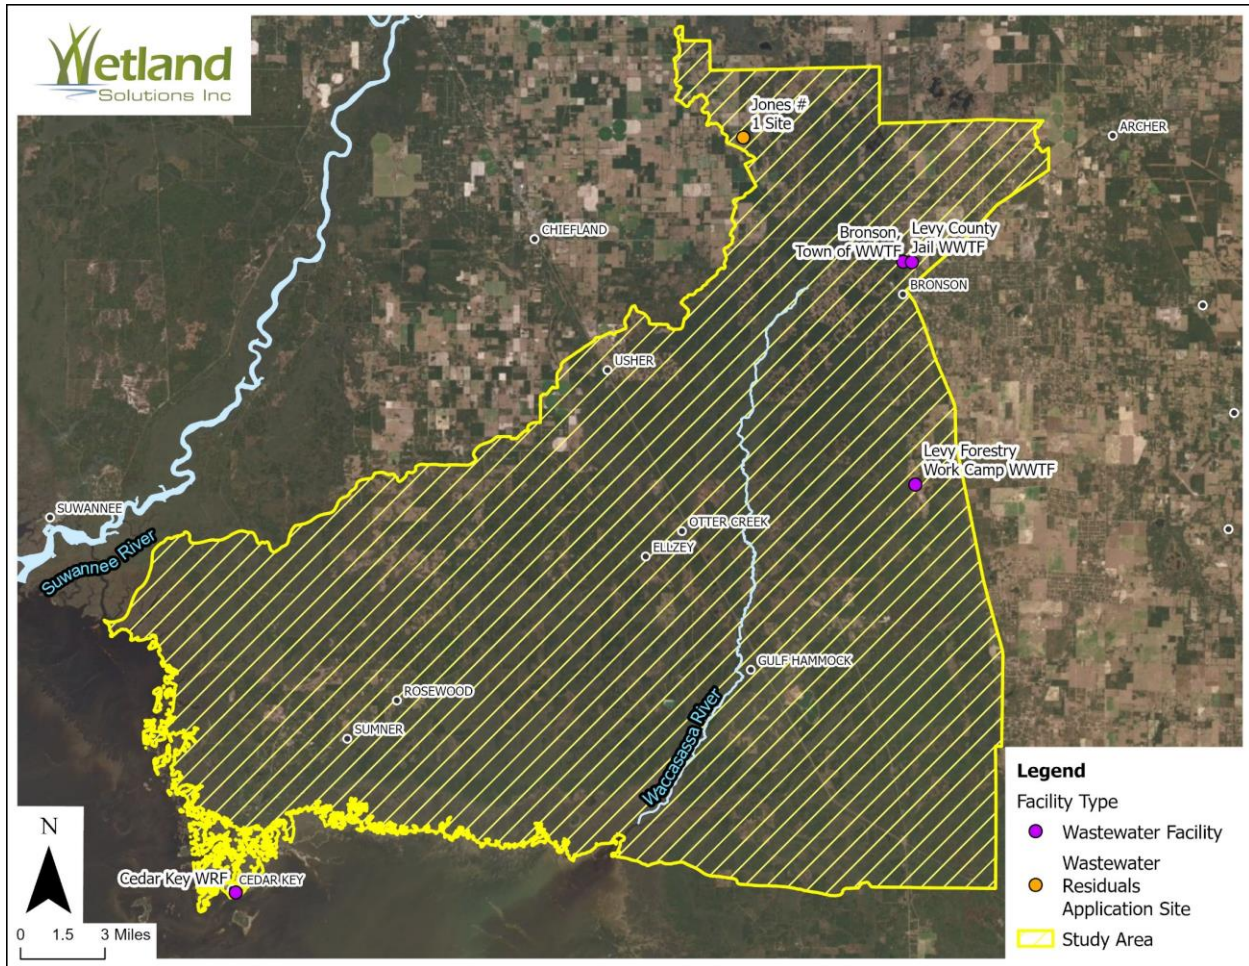 Wetland
Solutions Inc
Jones #
1 Site
ARCHER
CHIEFLAND
Bronson,
Town of WWTF
Levy County
Jail WWTF
BRONSON
USHER
Levy Forestry
Work Camp WWTF
SUWANNEE
Suwannee River
OTTER CREEK
ELLZEY
GULF HAMMOCK
ROSEWOOD
SUMNER
Waccasassa River
Cedar Key WRF
CEDAR KEY
N
0 1.5 3 Miles
Legend
Facility Type
Wastewater Facility
Wastewater
Residuals
Application Site
Study Area